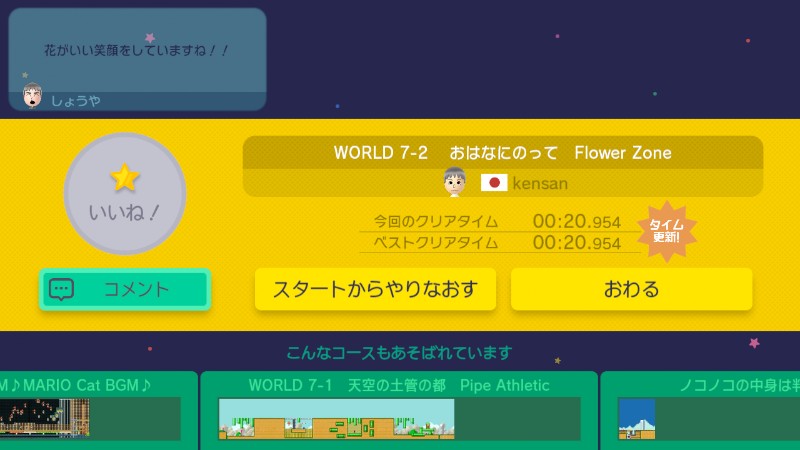 花がいい笑顔をしていますね！！
しょうや
WORLD 7-2 おはなにのって Flower Zone
kensan
いいね！
今回のクリアタイム 00:20.954
ベストクリアタイム 00:20.954
タイム
更新!
コメント
スタートからやりなおす
おわる
こんなコースもあそばれています
M♪MARIO Cat BGM♪
WORLD 7-1 天空の土管の都 Pipe Athletic
ノコノコの中身は